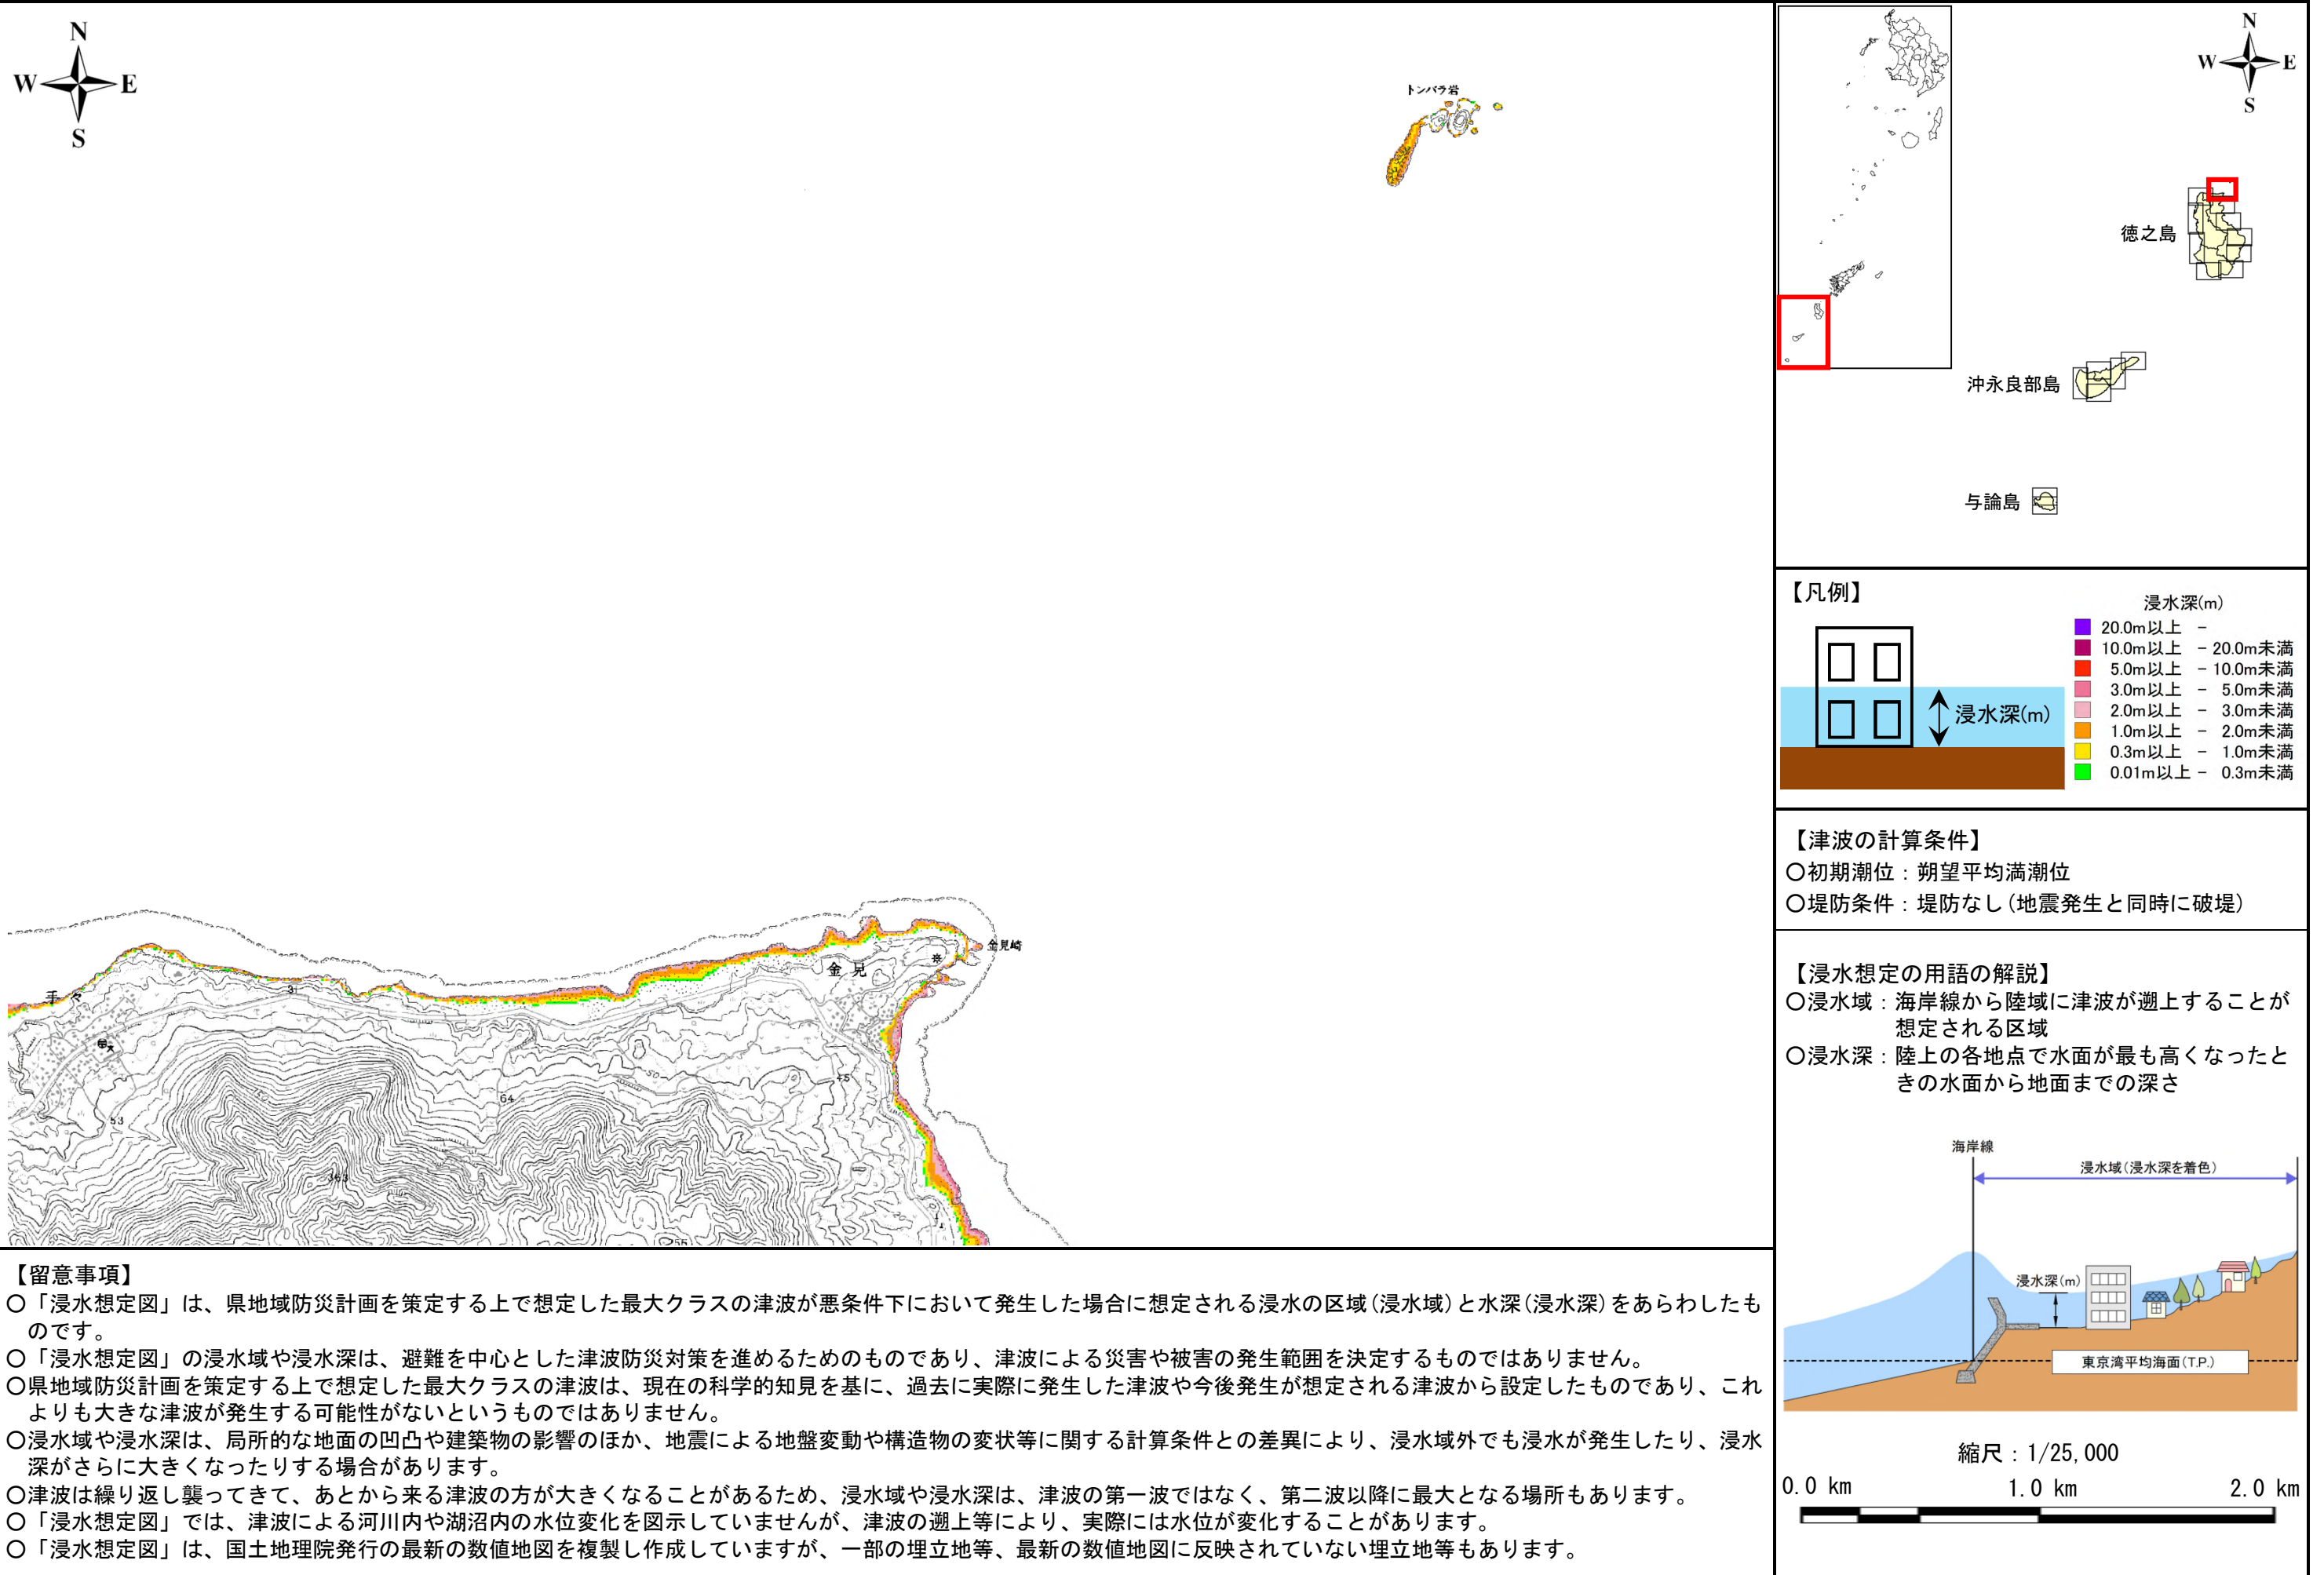 N
W E
S
トンバラ岩
金見崎
金見
手々
31
53
64
363
50
45
56
N
W E
S
徳之島
沖永良部島
与論島
【凡例】
浸水深(m)
20.0m以上 -
10.0m以上 - 20.0m未満
5.0m以上 - 10.0m未満
3.0m以上 - 5.0m未満
2.0m以上 - 3.0m未満
1.0m以上 - 2.0m未満
0.3m以上 - 1.0m未満
0.01m以上 - 0.3m未満
浸水深(m)
【津波の計算条件】
○初期潮位：朔望平均満潮位
○堤防条件：堤防なし(地震発生と同時に破堤)
【浸水想定の用語の解説】
○浸水域：海岸線から陸域に津波が遡上することが
想定される区域
○浸水深：陸上の各地点で水面が最も高くなったと
きの水面から地面までの深さ
海岸線
浸水域(浸水深を着色)
浸水深(m)
東京湾平均海面(T.P.)
縮尺：1/25,000
0.0 km 1.0 km 2.0 km
【留意事項】
○「浸水想定図」は、県地域防災計画を策定する上で想定した最大クラスの津波が悪条件下において発生した場合に想定される浸水の区域(浸水域)と水深(浸水深)をあらわしたも
のです。
○「浸水想定図」の浸水域や浸水深は、避難を中心とした津波防災対策を進めるためのものであり、津波による災害や被害の発生範囲を決定するものではありません。
○県地域防災計画を策定する上で想定した最大クラスの津波は、現在の科学的知見を基に、過去に実際に発生した津波や今後発生が想定される津波から設定したものであり、これ
よりも大きな津波が発生する可能性がないというものではありません。
○浸水域や浸水深は、局所的な地面の凹凸や建築物の影響のほか、地震による地盤変動や構造物の変状等に関する計算条件との差異により、浸水域外でも浸水が発生したり、浸水
深がさらに大きくなったりする場合があります。
○津波は繰り返し襲ってきて、あとから来る津波の方が大きくなることがあるため、浸水域や浸水深は、津波の第一波ではなく、第二波以降に最大となる場所もあります。
○「浸水想定図」では、津波による河川内や湖沼内の水位変化を図示していませんが、津波の遡上等により、実際には水位が変化することがあります。
○「浸水想定図」は、国土地理院発行の最新の数値地図を複製し作成していますが、一部の埋立地等、最新の数値地図に反映されていない埋立地等もあります。